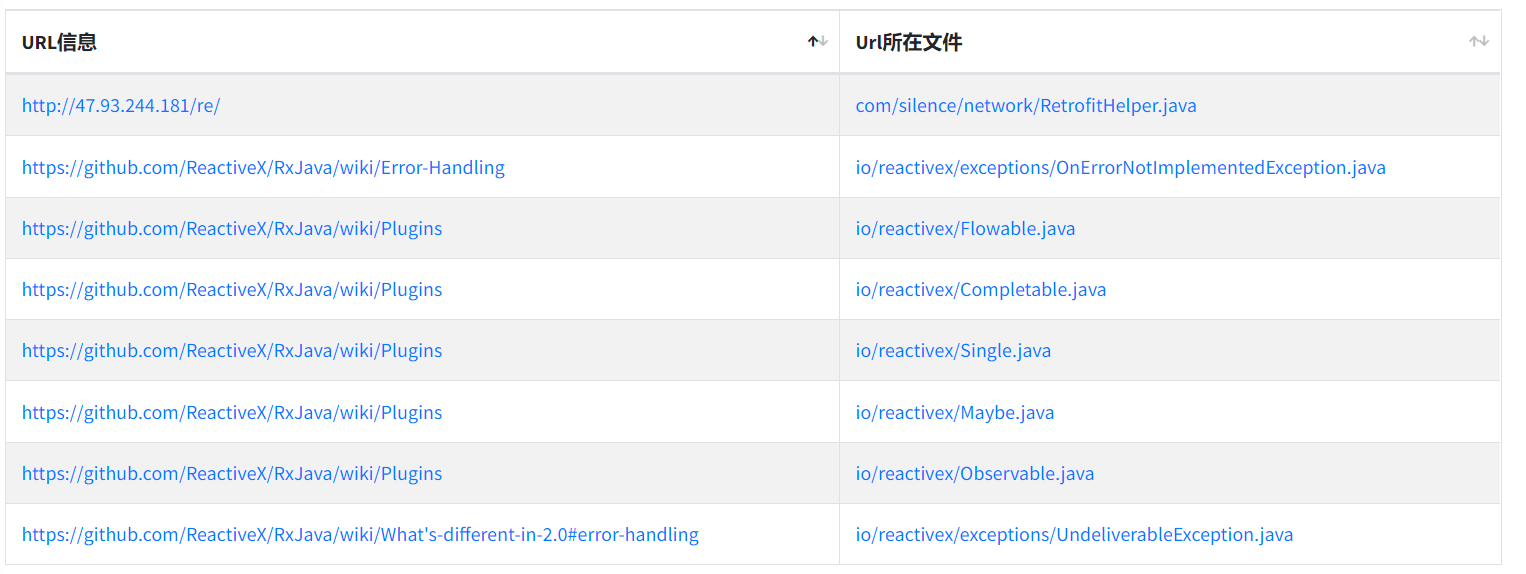 URL信息 Url所在文件
http://47.93.244.181/re/ com/silence/network/RetrofitHelper.java
https://github.com/ReactiveX/RxJava/wiki/Error-Handling io/reactivex/exceptions/OnErrorNotImplementedException.java
https://github.com/ReactiveX/RxJava/wiki/Plugins io/reactivex/Flowable.java
https://github.com/ReactiveX/RxJava/wiki/Plugins io/reactivex/Completable.java
https://github.com/ReactiveX/RxJava/wiki/Plugins io/reactivex/Single.java
https://github.com/ReactiveX/RxJava/wiki/Plugins io/reactivex/Maybe.java
https://github.com/ReactiveX/RxJava/wiki/Plugins io/reactivex/Observable.java
https://github.com/ReactiveX/RxJava/wiki/What's-different-in-2.0#error-handling io/reactivex/exceptions/UndeliverableException.java